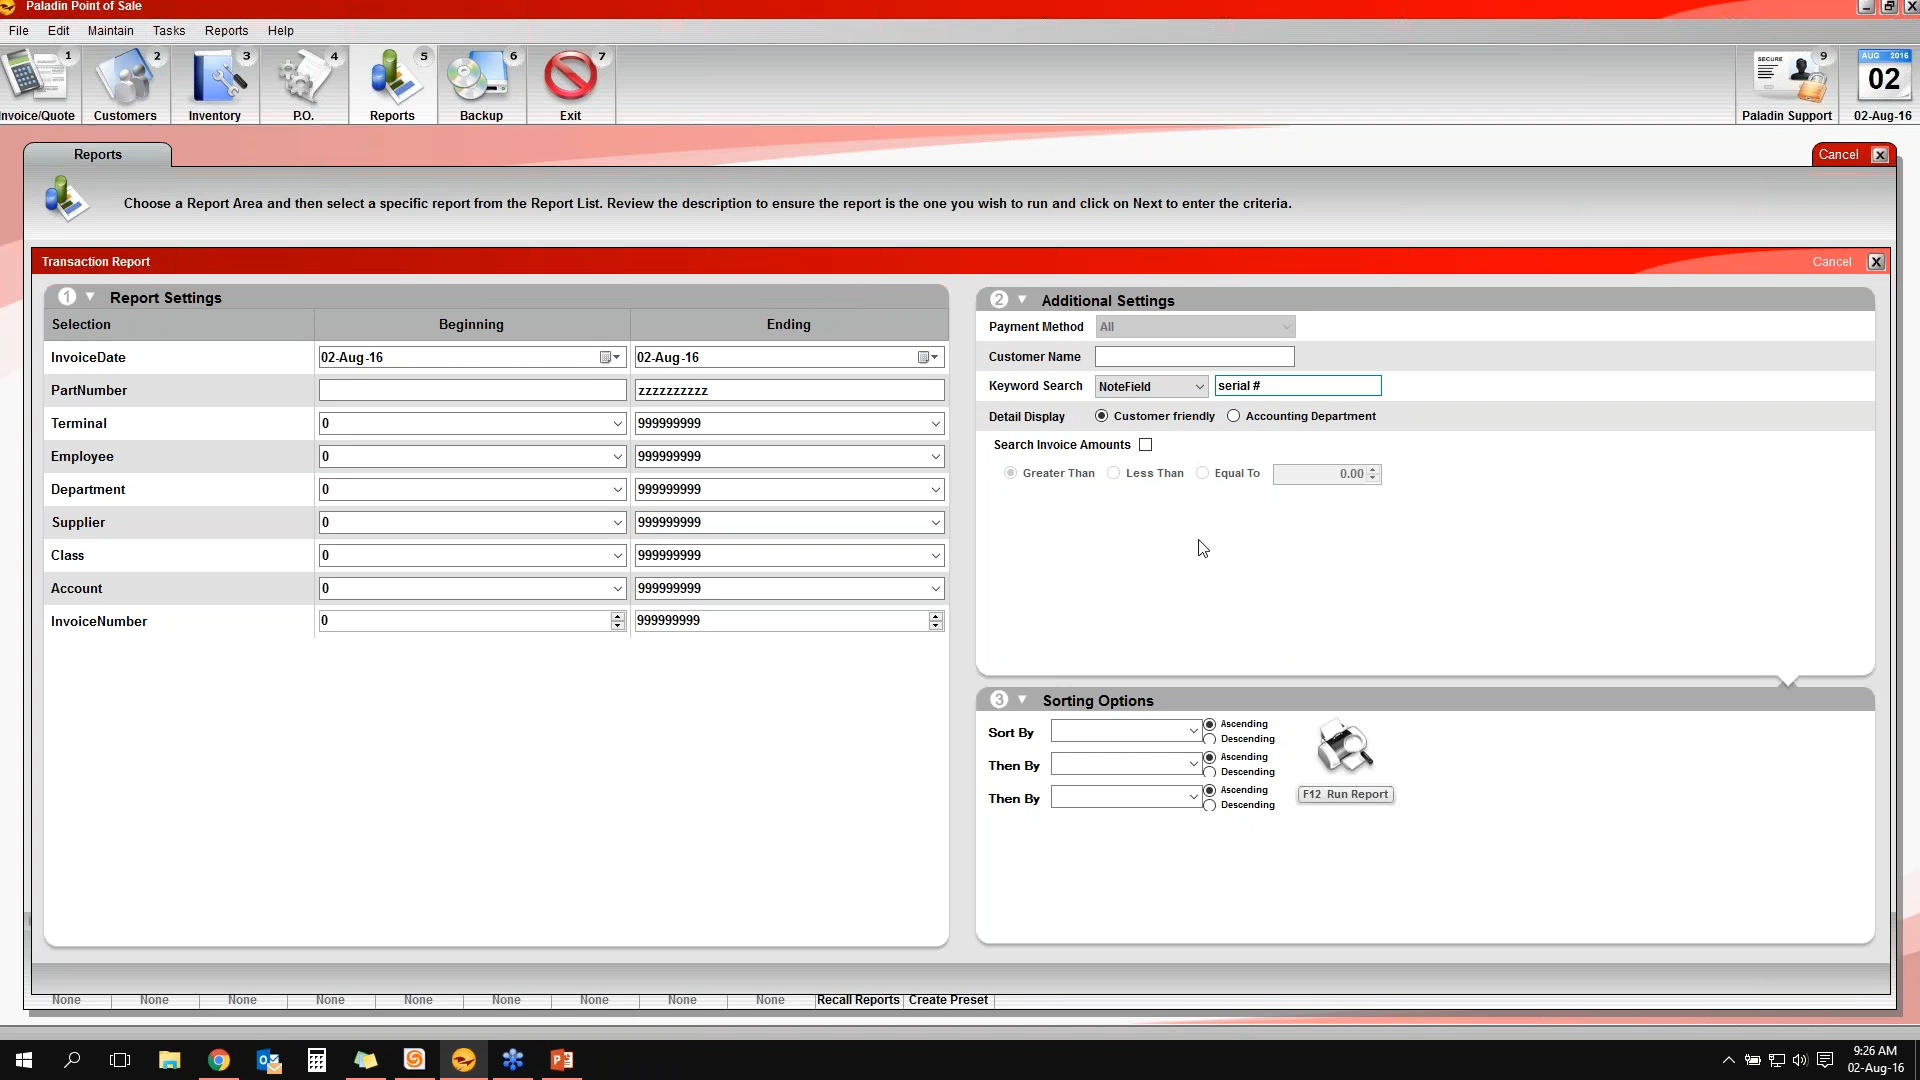 Paladin Point of Sale
File Edit Maintain Tasks Reports Help
1 2 3 4 5 6 7 SECURE 9 AUG 2016
02
nvoice/Quote Customers Inventory P.O. Reports Backup Exit Paladin Support 02-Aug-16
Reports Cancel X
Choose a Report Area and then select a specific report from the Report List. Review the description to ensure the report is the one you wish to run and click on Next to enter the criteria.
Transaction Report Cancel X
1 Report Settings
Selection Beginning Ending
InvoiceDate 02-Aug-16 02-Aug-16
PartNumber zzzzzzzzzz
Terminal 0 999999999
Employee 0 999999999
Department 0 999999999
Supplier 0 999999999
Class 0 999999999
Account 0 999999999
InvoiceNumber 0 999999999
2 Additional Settings
Payment Method All
Customer Name
Keyword Search NoteField serial #
Detail Display Customer friendly Accounting Department
Search Invoice Amounts
Greater Than Less Than Equal To 0.00
3 Sorting Options
Sort By Ascending
Descending
Then By Ascending
Descending
Then By Ascending
Descending
F12 Run Report
None None None None None None None None None Recall Reports Create Preset
9:26 AM
02-Aug-16